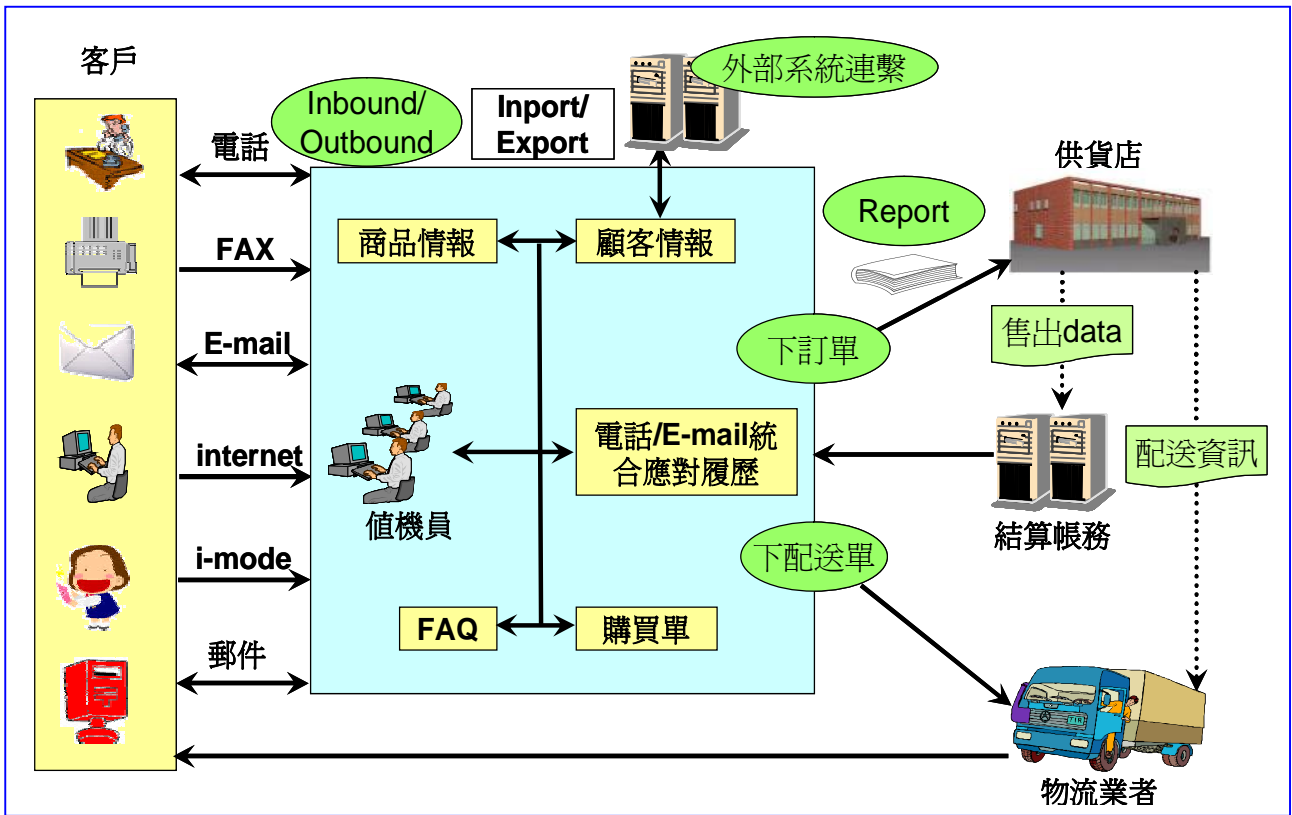 客戶
外部系統連繫
Inbound/
Outbound
Inport/
Export
電話
供貨店
Report
商品情報
顧客情報
FAX
售出data
下訂單
E-mail
電話/E-mail統
合應對履歷
配送資訊
internet
值機員
結算帳務
下配送單
i-mode
FAQ
購買單
郵件
TIR
物流業者